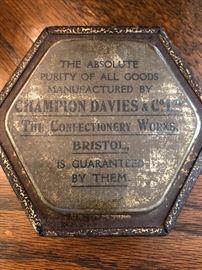 THE ABSOLUTE
PURITY OF ALL GOODS
MANUFACTURED BY
CHAMPION DAVIES & Co Ltd
THE CONFECTIONERY WORKS,
BRISTOL,
IS GUARANTEED
BY THEM.